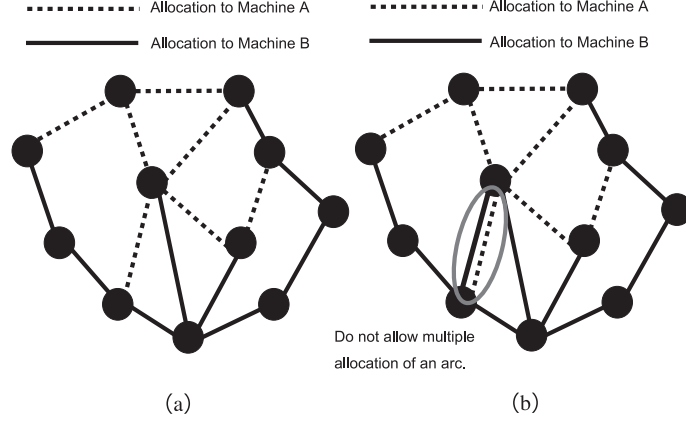 Allocation to Machine A
Allocation to Machine B
Allocation to Machine A
Allocation to Machine B
Do not allow multiple
allocation of an arc.
(a)
(b)